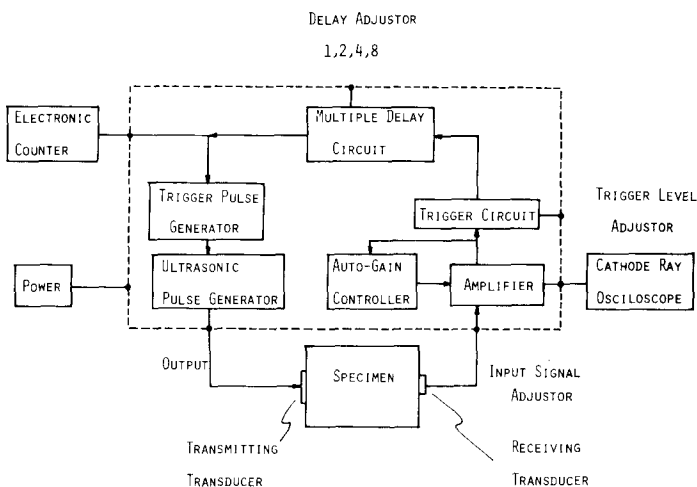 DELAY ADJUSTOR
1,2,4,8
ELECTRONIC
COUNTER
MULTIPLE DELAY
CIRCUIT
TRIGGER PULSE
GENERATOR
TRIGGER CIRCUIT
TRIGGER LEVEL
ADJUSTOR
POWER
ULTRASONIC
PULSE GENERATOR
AUTO-GAIN
CONTROLLER
AMPLIFIER
CATHODE RAY
OSCILOSCOPE
OUTPUT
SPECIMEN
INPUT SIGNAL
ADJUSTOR
TRANSMITTING
TRANSDUCER
RECEIVING
TRANSDUCER